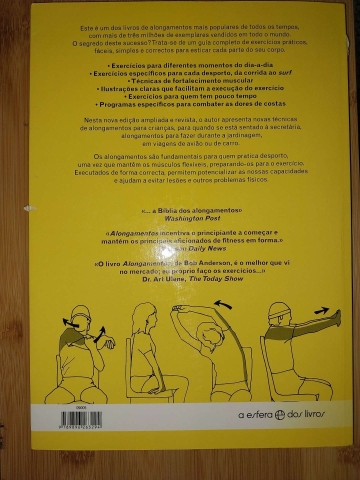 Este é um dos livros de alongamentos mais populares de todos os tempos,
com mais de três milhões de exemplares vendidos em todo o mundo.
O segredo deste sucesso? Trata-se de um guia completo de exercícios práticos,
fáceis, simples e correctos para esticar cada parte do seu corpo.
• Exercícios para diferentes momentos do dia-a-dia
• Exercícios específicos para cada desporto, da corrida ao surf
• Técnicas de fortalecimento muscular
• Ilustrações claras que facilitam a execução do exercício
• Exercícios para quem tem pouco tempo
• Programas específicos para combater as dores de costas
Nesta nova edição ampliada e revista, o autor apresenta novas técnicas
de alongamentos para crianças, para quando se está sentado à secretária,
alongamentos para fazer durante a jardinagem,
em viagens de avião ou de carro.
Os alongamentos são fundamentais para quem pratica desporto,
uma vez que mantém os músculos flexíveis, preparando-os para o exercício.
Executados de forma correcta, permitem potencializar as nossas capacidades
e ajudam a evitar lesões e outros problemas físicos.
«... a Bíblia dos alongamentos»
Washington Post
«Alongamentos incentiva o principiante a começar e
mantém os principais aficionados de fitness em forma.»
Daily News
«O livro Alongamentos, de Bob Anderson, é o melhor que vi
no mercado; eu próprio faço os exercícios...»
Dr. Art Ulene, The Today Show
a esfera dos livros